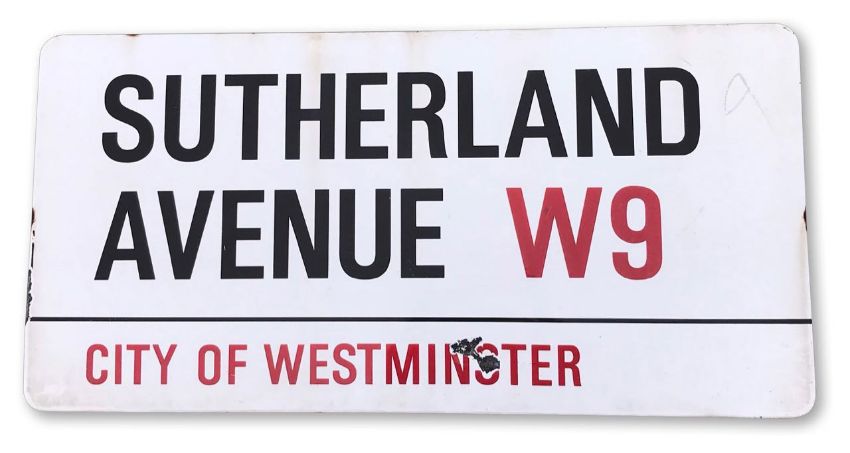 SUTHERLAND
AVENUE W9
CITY OF WESTMINSTER